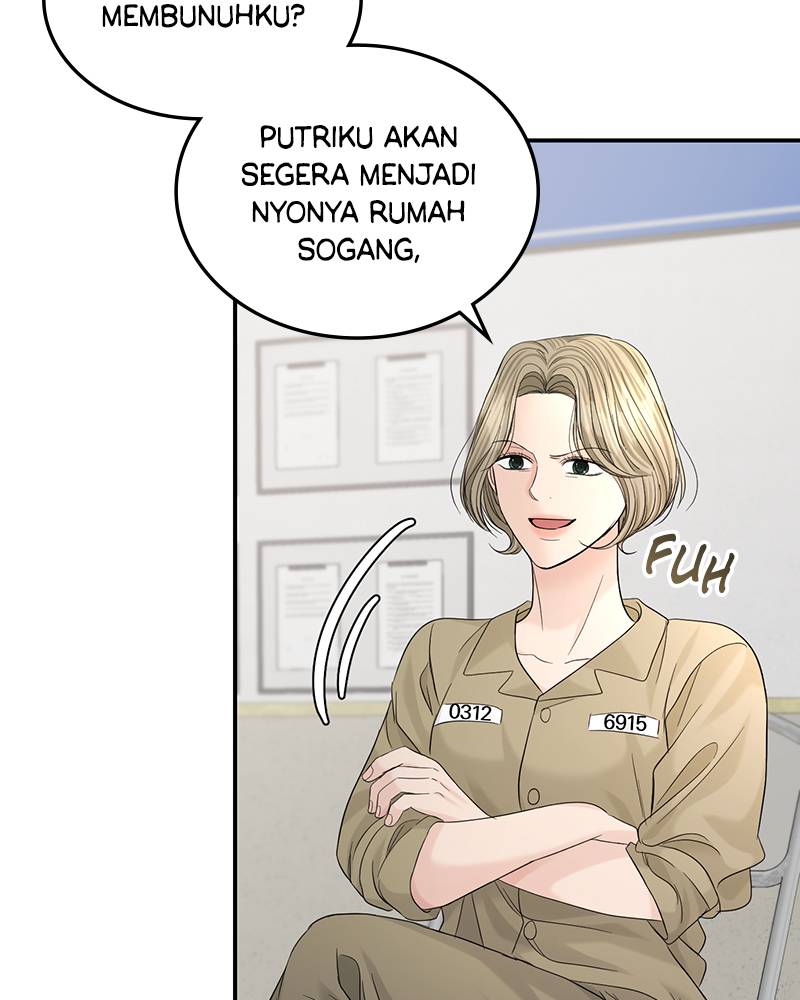 MEMBUNUHKU?
PUTRIKU AKAN
SEGERA MENJADI
NYONYA RUMAH
SOGANG,
FUH
0312
6915